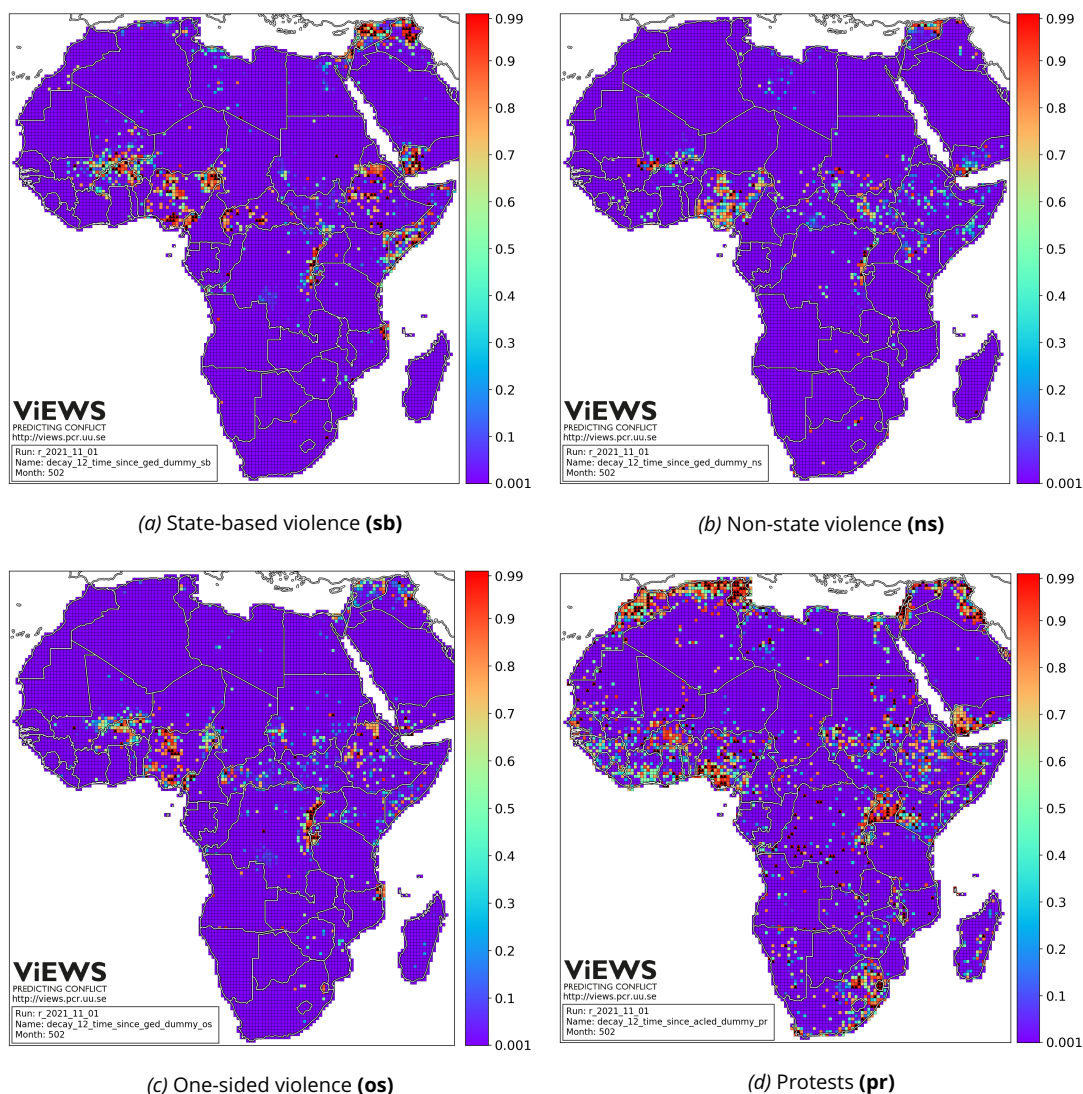 0.99
0.9
0.8
0.7
0.6
0.5
0.4
0.3
0.2
0.1
0.001
ViEWS
PREDICTING CONFLICT
http://views.pcr.uu.se
Run: r_2021_11_01
Name: decay_12_time_since_ged_dummy_sb
Month: 502
(a) State-based violence (sb)
0.99
0.9
0.8
0.7
0.6
0.5
0.4
0.3
0.2
0.1
0.001
ViEWS
PREDICTING CONFLICT
http://views.pcr.uu.se
Run: r_2021_11_01
Name: decay_12_time_since_ged_dummy_ns
Month: 502
(b) Non-state violence (ns)
0.99
0.9
0.8
0.7
0.6
0.5
0.4
0.3
0.2
0.1
0.001
ViEWS
PREDICTING CONFLICT
http://views.pcr.uu.se
Run: r_2021_11_01
Name: decay_12_time_since_ged_dummy_os
Month: 502
(c) One-sided violence (os)
0.99
0.9
0.8
0.7
0.6
0.5
0.4
0.3
0.2
0.1
0.001
ViEWS
PREDICTING CONFLICT
http://views.pcr.uu.se
Run: r_2021_11_01
Name: decay_12_time_since_acled_dummy_pr
Month: 502
(d) Protests (pr)